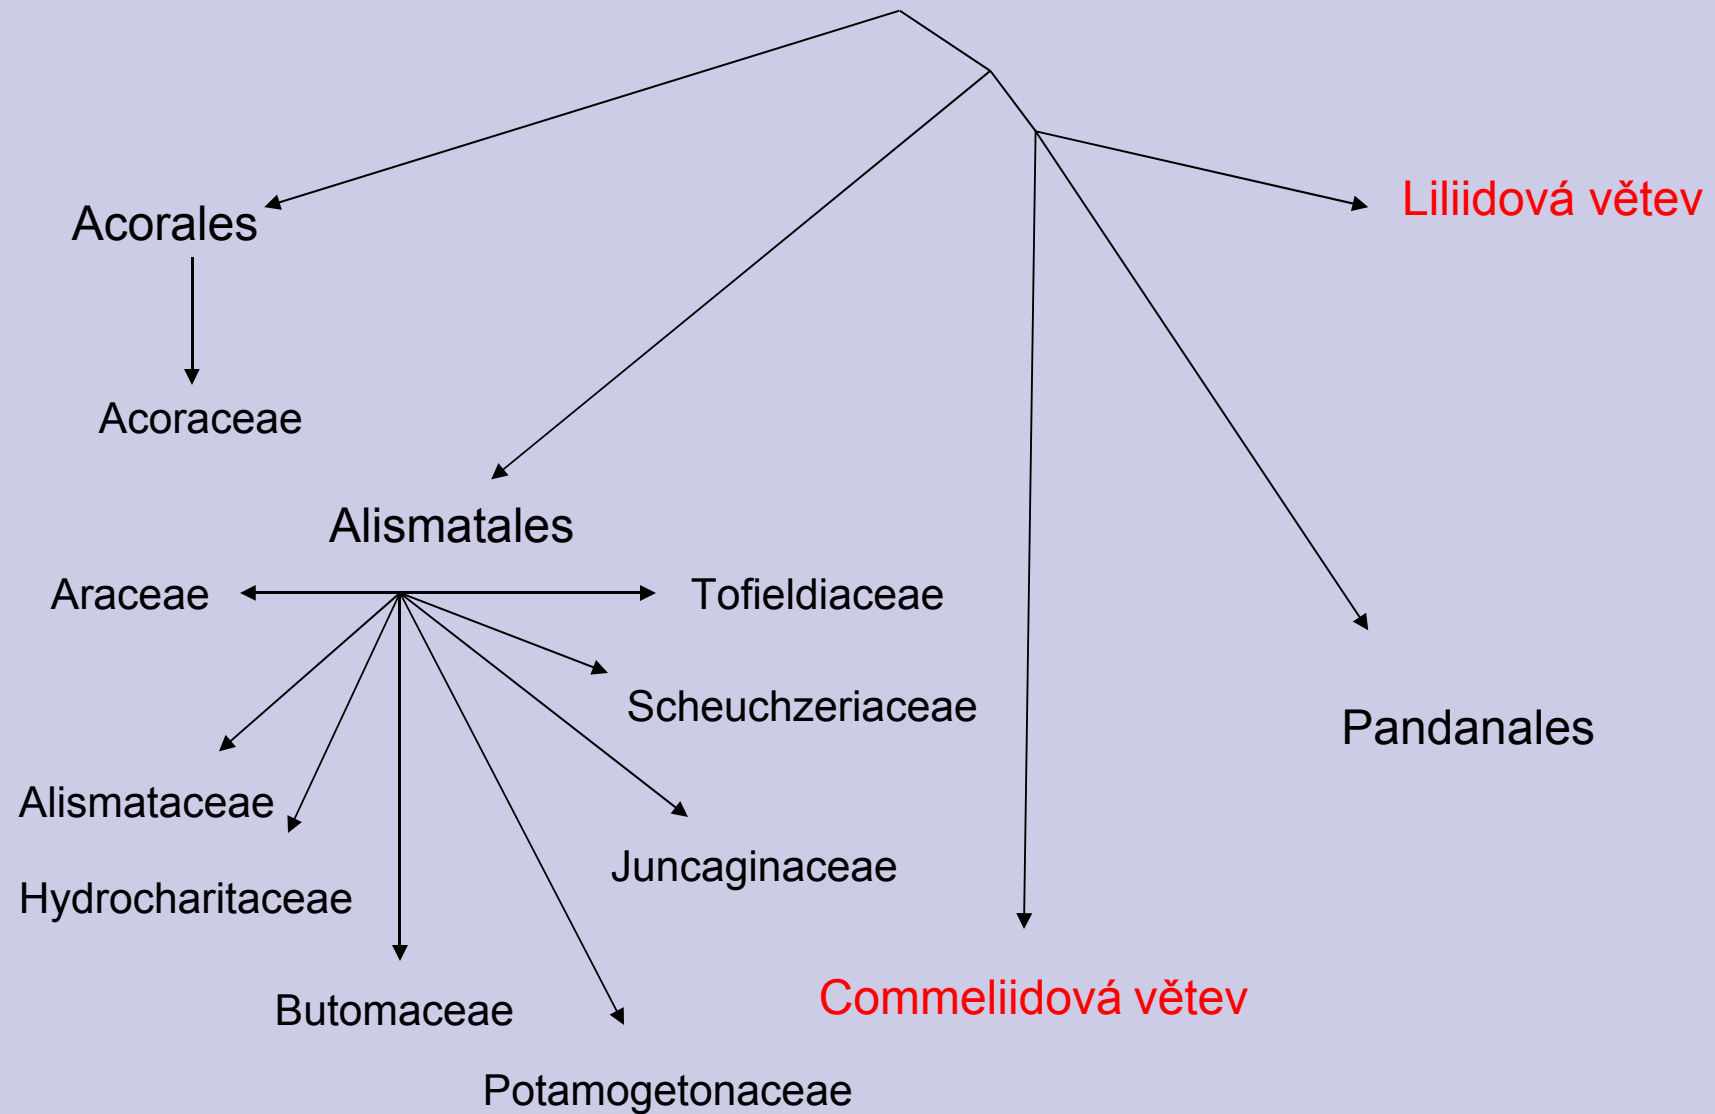 Liliidová větev
Acorales
Acoraceae
Alismatales
Araceae
Tofieldiaceae
Scheuchzeriaceae
Pandanales
Alismataceae
Juncaginaceae
Hydrocharitaceae
Butomaceae
Commeliidová větev
Potamogetonaceae